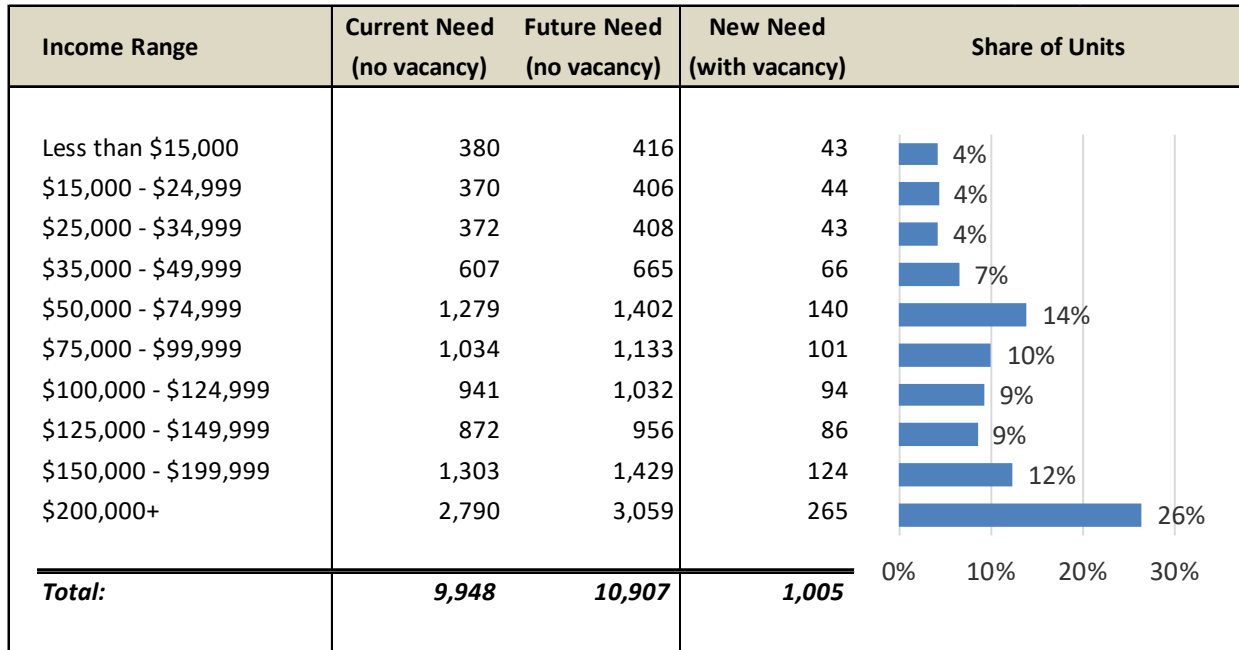 Income Range Current Need Future Need New Need Share of Units
(no vacancy) (no vacancy) (with vacancy)
Less than $15,000 380 416 43 4%
$15,000 - $24,999 370 406 44 4%
$25,000 - $34,999 372 408 43 4%
$35,000 - $49,999 607 665 66 7%
$50,000 - $74,999 1,279 1,402 140 14%
$75,000 - $99,999 1,034 1,133 101 10%
$100,000 - $124,999 941 1,032 94 9%
$125,000 - $149,999 872 956 86 9%
$150,000 - $199,999 1,303 1,429 124 12%
$200,000+ 2,790 3,059 265 26%
0% 10% 20% 30%
Total: 9,948 10,907 1,005